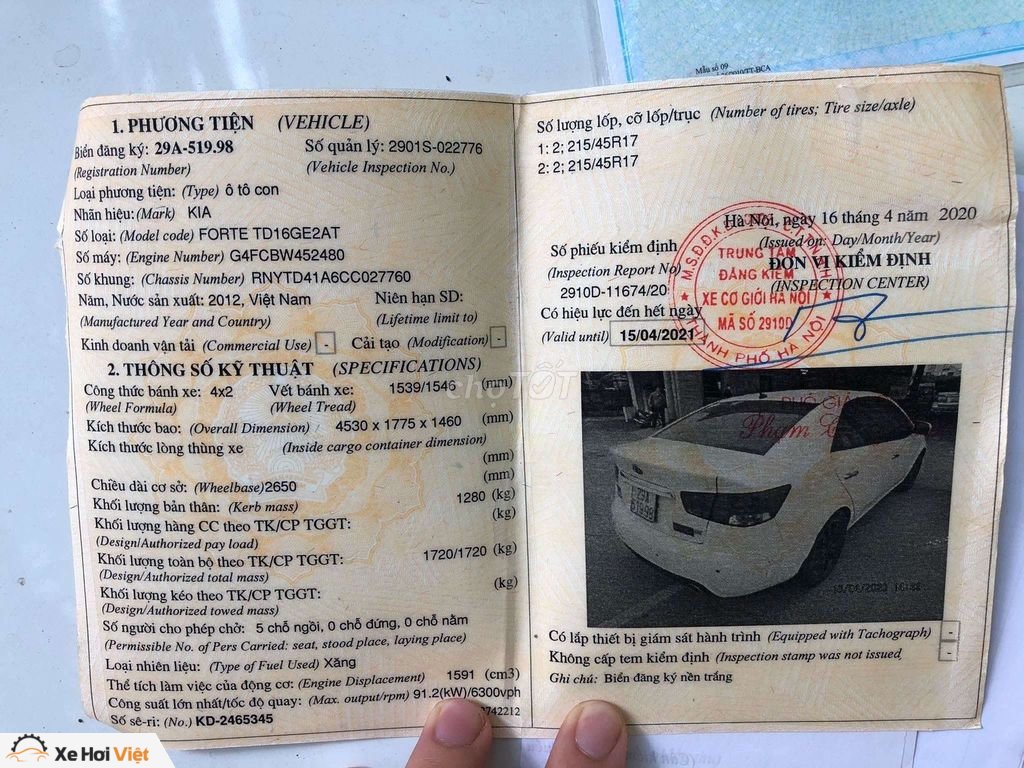 Mẫu số 09
1. PHƯƠNG TIỆN (VEHICLE)
Biển đăng ký: 29A-519.98 Số quản lý: 2901S-022776
(Registration Number) (Vehicle Inspection No.)
Loại phương tiện: (Type) ô tô con
Nhãn hiệu: (Mark) KIA
Số loại: (Model code) FORTE TD16GE2AT
Số máy: (Engine Number) G4FCBW452480
Số khung: (Chassis Number) RNYTD41A6CC027760
Năm, Nước sản xuất: 2012, Việt Nam Niên hạn SD:
(Manufactured Year and Country) (Lifetime limit to)
Kinh doanh vận tải (Commercial Use) - Cải tạo (Modification) -
2. THÔNG SỐ KỸ THUẬT (SPECIFICATIONS)
Công thức bánh xe: 4x2 Vết bánh xe: 1539/1546 (mm)
(Wheel Formula) (Wheel Tread)
Kích thước bao: (Overall Dimension) 4530 x 1775 x 1460 (mm)
Kích thước lòng thùng xe (Inside cargo container dimension)
(mm)
Chiều dài cơ sở: (Wheelbase) 2650 (mm)
Khối lượng bản thân: (Kerb mass) 1280 (kg)
Khối lượng hàng CC theo TK/CP TGGT: (kg)
(Design/Authorized pay load)
Khối lượng toàn bộ theo TK/CP TGGT: 1720/1720 (kg)
(Design/Authorized total mass)
Khối lượng kéo theo TK/CP TGGT: (kg)
(Design/Authorized towed mass)
Số người cho phép chở: 5 chỗ ngồi, 0 chỗ đứng, 0 chỗ nằm
(Permissible No. of Pers Carried: seat, stood place, laying place)
Loại nhiên liệu: (Type of Fuel Used) Xăng
Thể tích làm việc của động cơ: (Engine Displacement) 1591 (cm3)
Công suất lớn nhất/tốc độ quay: (Max. output/rpm) 91.2(kW)/6300vph
Số sê-ri: (No.) KD-2465345
Số lượng lốp, cỡ lốp/trục (Number of tires; Tire size/axle)
1: 2; 215/45R17
2: 2; 215/45R17
Hà Nội, ngày 16 tháng 4 năm 2020
(Issued on: Day/Month/Year)
Số phiếu kiểm định ĐƠN VỊ KIỂM ĐỊNH
(Inspection Report No) (INSPECTION CENTER)
2910D-11674/20
Có hiệu lực đến hết ngày
(Valid until) 15/04/2021
TRUNG TÂM
ĐĂNG KIỂM
XE CƠ GIỚI HÀ NỘI
MÃ SỐ 2910D
THÀNH PHỐ HÀ NỘI
chợTỐT
29A
51998
Có lắp thiết bị giám sát hành trình (Equipped with Tachograph) -
Không cấp tem kiểm định (Inspection stamp was not issued) -
Ghi chú: Biển đăng ký nền trắng
Xe Hơi Việt